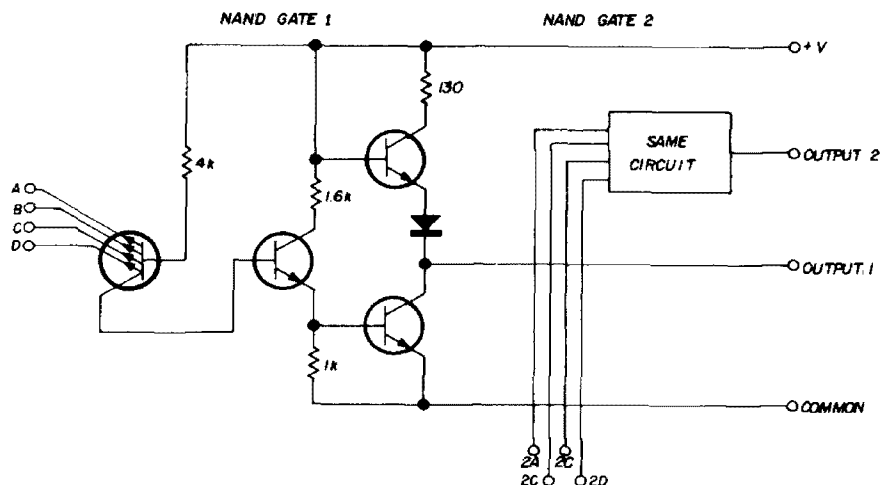 NAND GATE 1
NAND GATE 2
+V
130
4k
SAME
CIRCUIT
OUTPUT 2
A
B
C
D
1.6k
OUTPUT 1
1k
COMMON
2A
2C
2C
2D